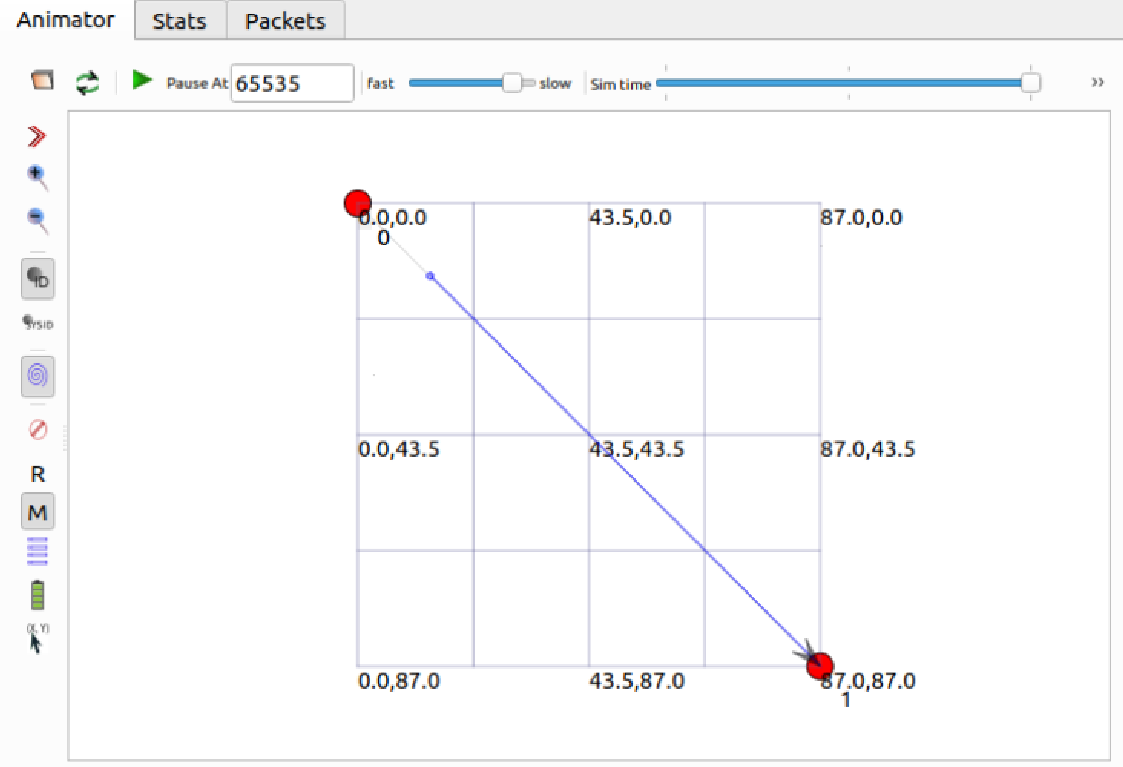 Animator Stats Packets
Pause At 65535 fast slow Sim time »
ID
SYSID
R
M
(X, Y)
0.0,0.0 43.5,0.0 87.0,0.0
0
0.0,43.5 43.5,43.5 87.0,43.5
0.0,87.0 43.5,87.0 87.0,87.0
1